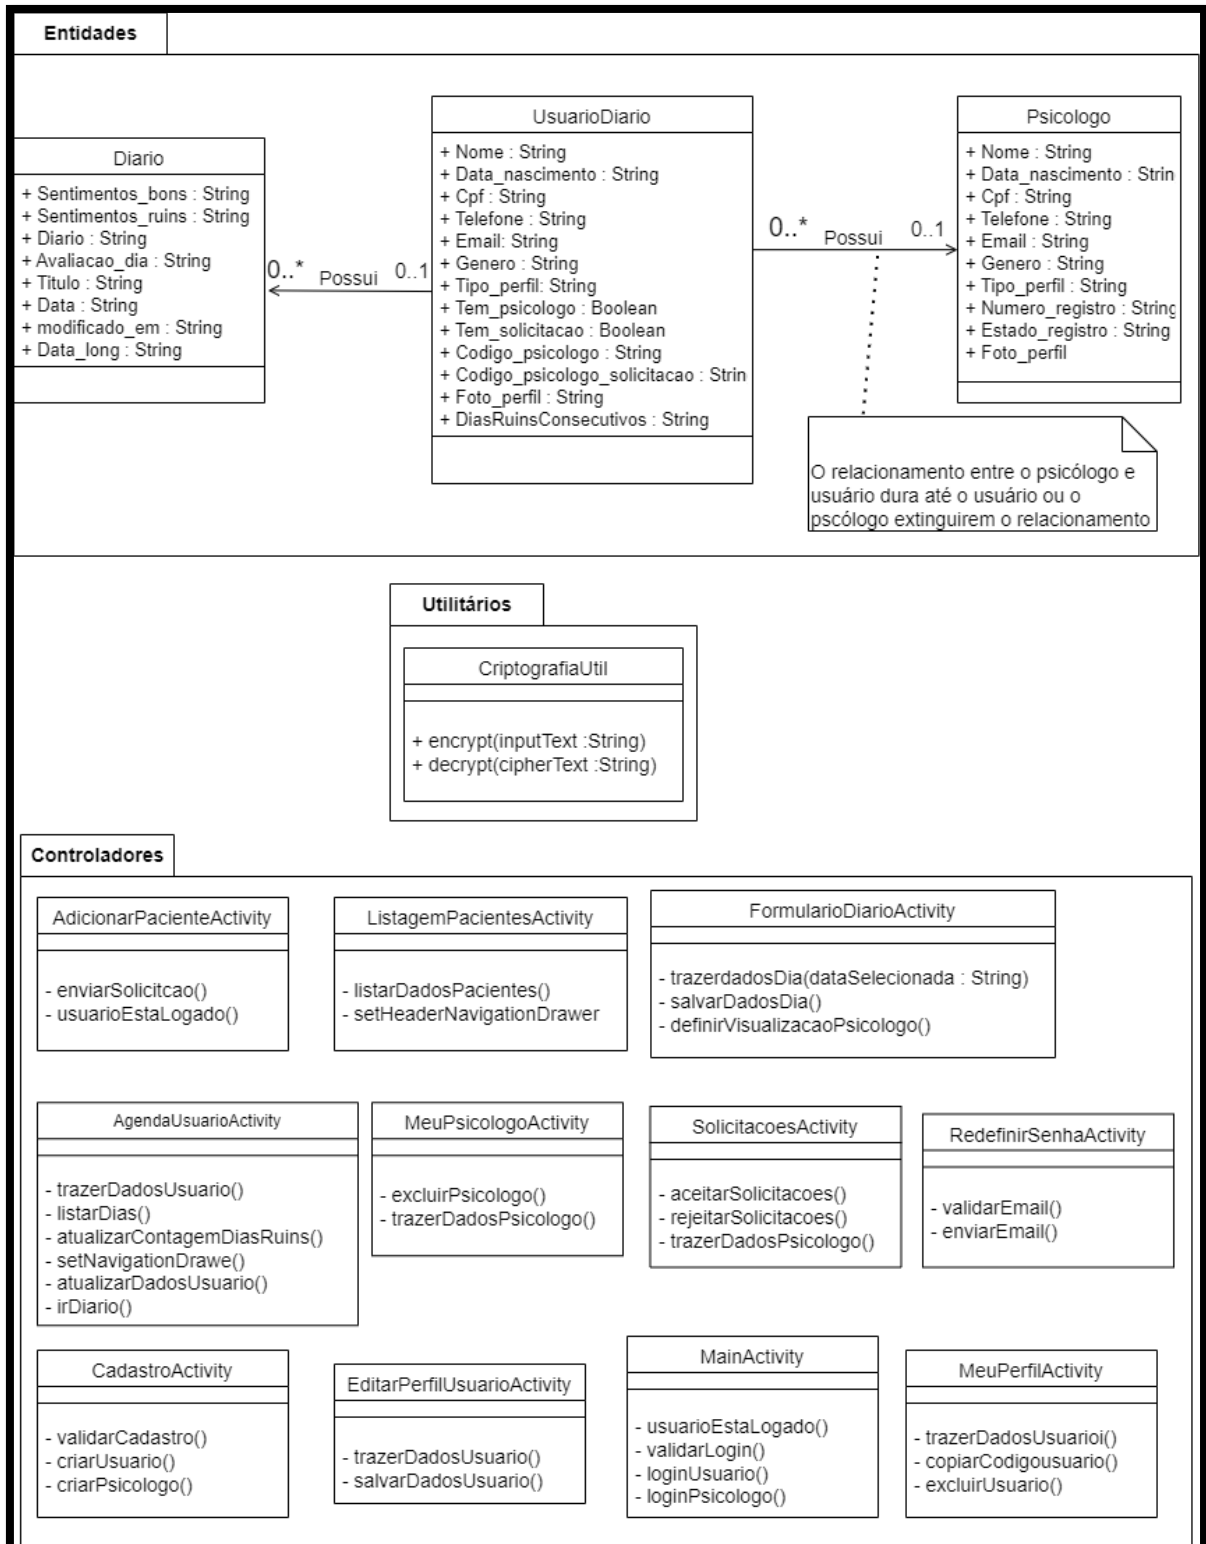 Entidades
Diario
+ Sentimentos_bons : String
+ Sentimentos_ruins : String
+ Diario : String
+ Avaliacao_dia : String
+ Titulo : String
+ Data : String
+ modificado_em : String
+ Data_long : String
0..* Possui 0..1
UsuarioDiario
+ Nome : String
+ Data_nascimento : String
+ Cpf : String
+ Telefone : String
+ Email: String
+ Genero : String
+ Tipo_perfil: String
+ Tem_psicologo : Boolean
+ Tem_solicitacao : Boolean
+ Codigo_psicologo : String
+ Codigo_psicologo_solicitacao : Strin
+ Foto_perfil : String
+ DiasRuinsConsecutivos : String
0..* Possui 0..1
Psicologo
+ Nome : String
+ Data_nascimento : Strin
+ Cpf : String
+ Telefone : String
+ Email : String
+ Genero : String
+ Tipo_perfil : String
+ Numero_registro : String
+ Estado_registro : String
+ Foto_perfil
O relacionamento entre o psicólogo e
usuário dura até o usuário ou o
pscólogo extinguirem o relacionamento
Utilitários
CriptografiaUtil
+ encrypt(inputText :String)
+ decrypt(cipherText :String)
Controladores
AdicionarPacienteActivity
- enviarSolicitcao()
- usuarioEstaLogado()
ListagemPacientesActivity
- listarDadosPacientes()
- setHeaderNavigationDrawer
FormularioDiarioActivity
- trazerdadosDia(dataSelecionada : String)
- salvarDadosDia()
- definirVisualizacaoPsicologo()
AgendaUsuarioActivity
- trazerDadosUsuario()
- listarDias()
- atualizarContagemDiasRuins()
- setNavigationDrawe()
- atualizarDadosUsuario()
- irDiario()
MeuPsicologoActivity
- excluirPsicologo()
- trazerDadosPsicologo()
SolicitacoesActivity
- aceitarSolicitacoes()
- rejeitarSolicitacoes()
- trazerDadosPsicologo()
RedefinirSenhaActivity
- validarEmail()
- enviarEmail()
CadastroActivity
- validarCadastro()
- criarUsuario()
- criarPsicologo()
EditarPerfilUsuarioActivity
- trazerDadosUsuario()
- salvarDadosUsuario()
MainActivity
- usuarioEstaLogado()
- validarLogin()
- loginUsuario()
- loginPsicologo()
MeuPerfilActivity
- trazerDadosUsuarioi()
- copiarCodigousuario()
- excluirUsuario()